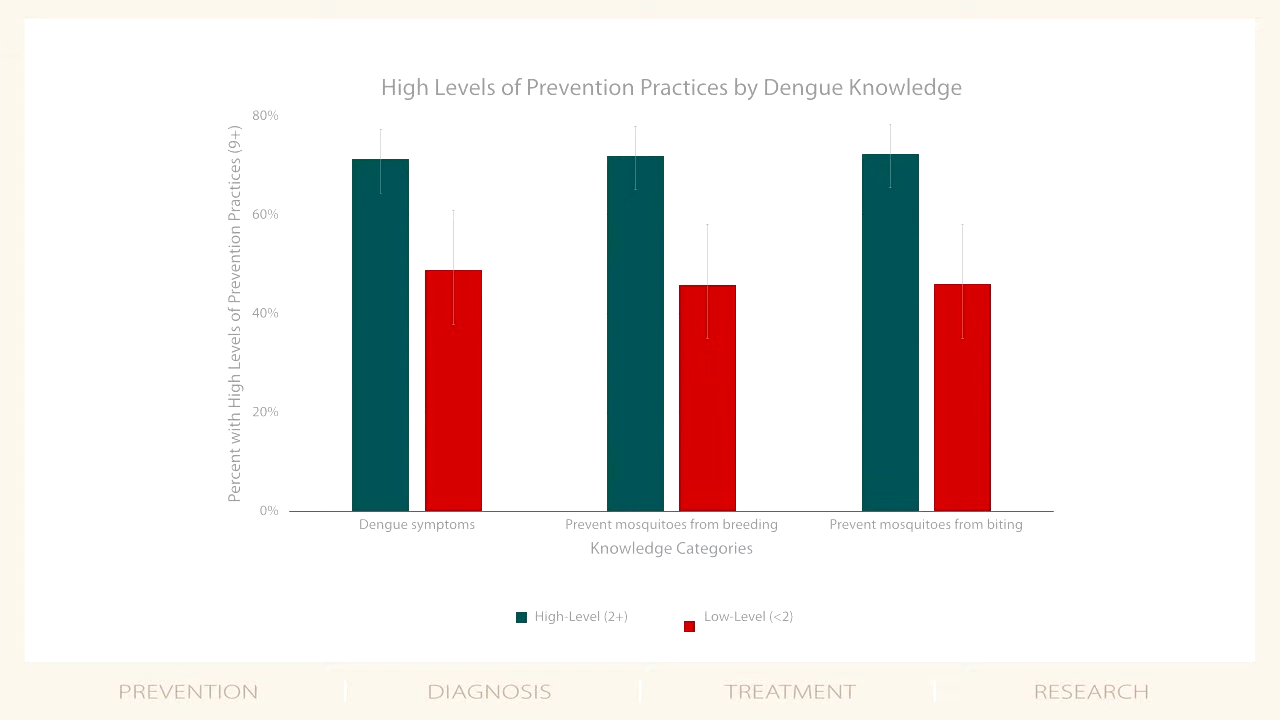 High Levels of Prevention Practices by Dengue Knowledge
Percent with High Levels of Prevention Practices (9+)
80%
60%
40%
20%
0%
Dengue symptoms
Prevent mosquitoes from breeding
Prevent mosquitoes from biting
Knowledge Categories
High-Level (2+)
Low-Level (<2)
PREVENTION
DIAGNOSIS
TREATMENT
RESEARCH